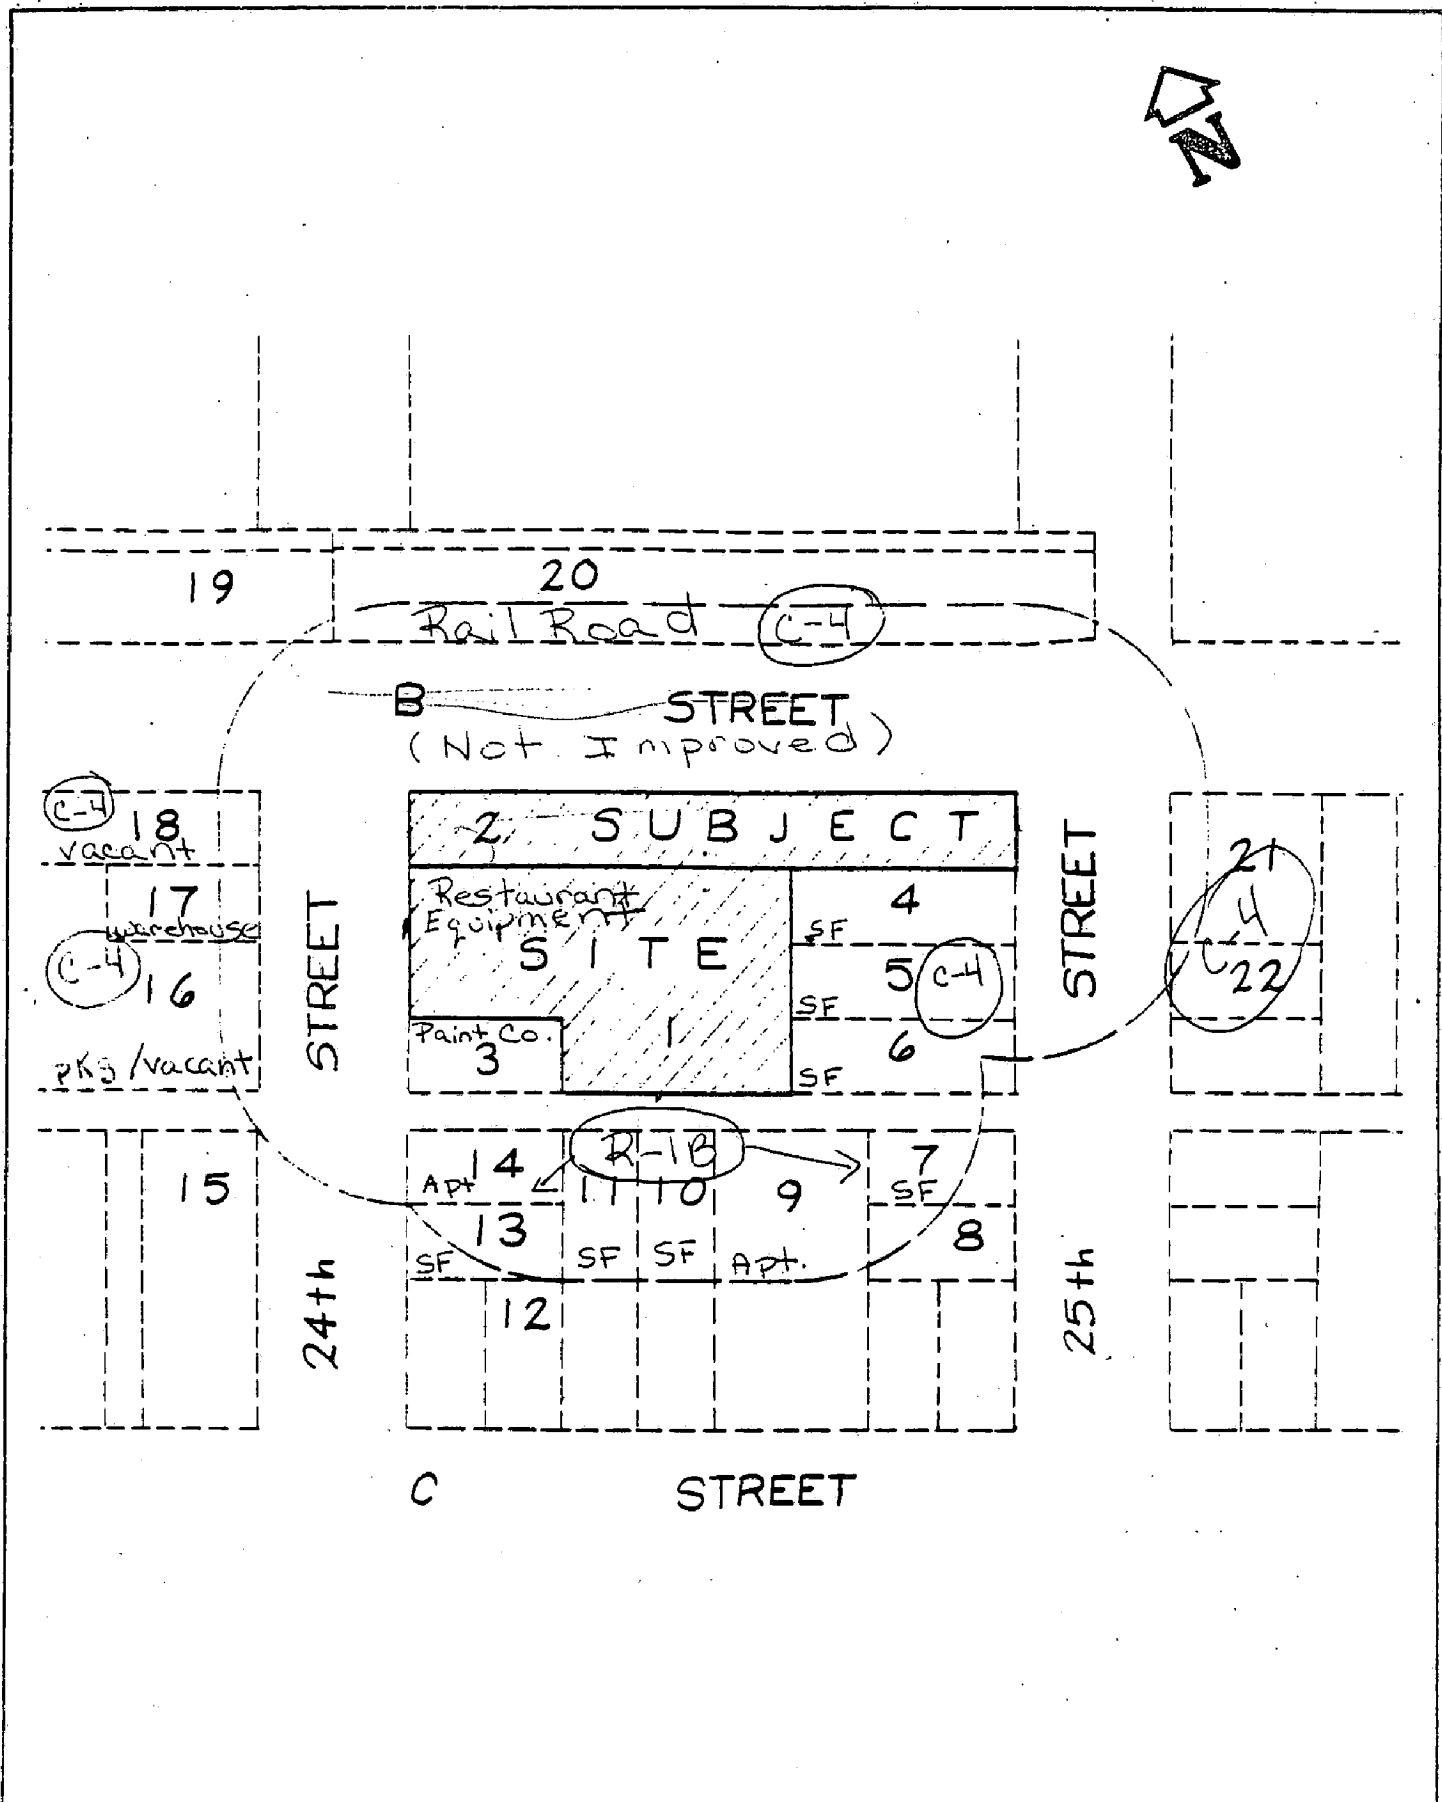 N
19
20
Rail Road C-4
B STREET
(Not Improved)
C-4
18
vacant
17
warehouse
C-4
16
pkg/vacant
STREET
24th
2 SUBJECT
Restaurant
Equipment
SITE
1
Paint Co.
3
4
SF
5
C-4
SF
6
SF
STREET
25th
21
C-4
22
15
14
Apt
R-1B
13
SF
12
11
SF
10
SF
9
Apt.
7
SF
8
C STREET